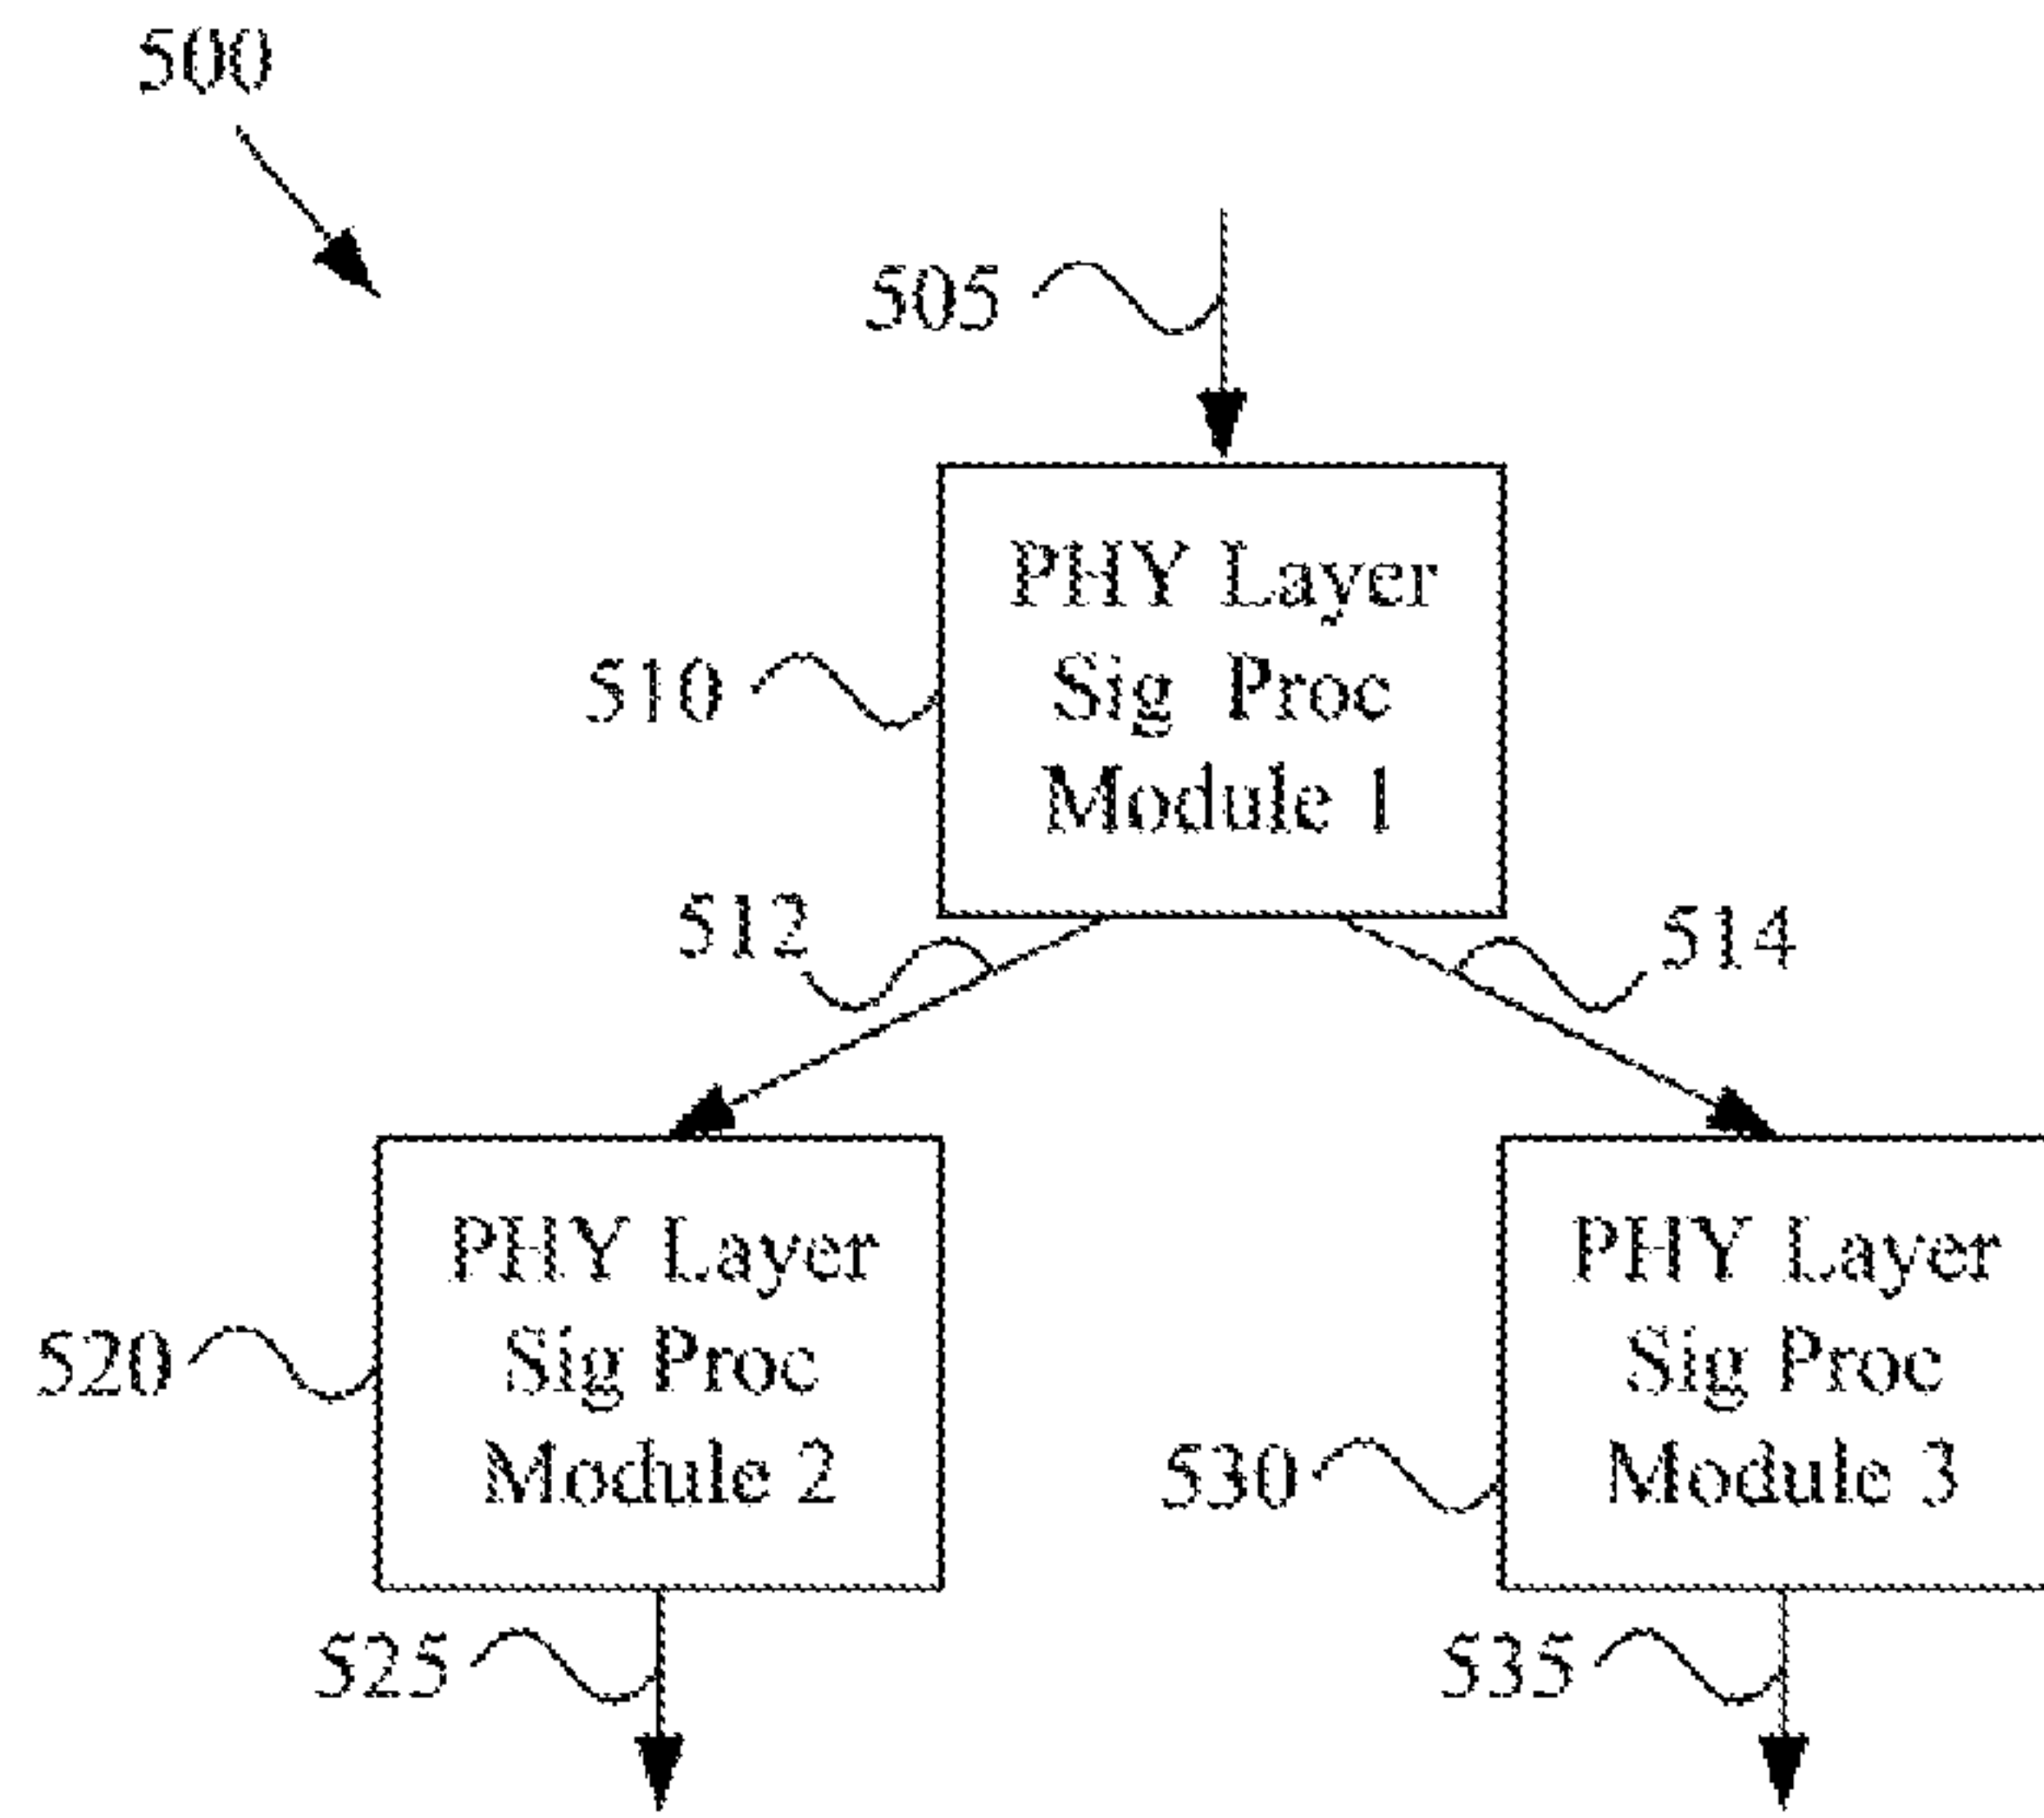 500
505
PHY Layer
510
Sig Proc
Module 1
512
514
PHY Layer
PHY Layer
520
Sig Proc
Sig Proc
530
Module 2
Module 3
525
535